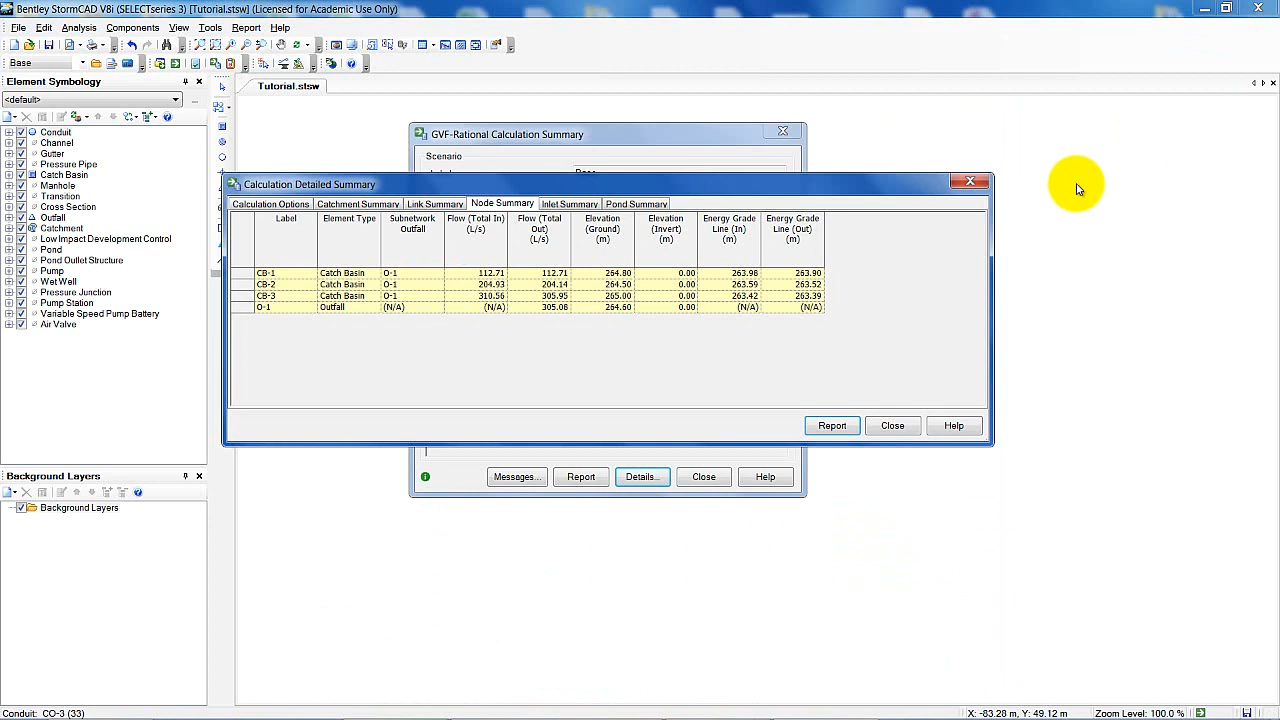 Bentley StormCAD V8i (SELECTseries 3) [Tutorial.stsw] (Licensed for Academic Use Only)
File Edit Analysis Components View Tools Report Help
Base
Element Symbology
<default>
Conduit
Channel
Gutter
Pressure Pipe
Catch Basin
Manhole
Transition
Cross Section
Outfall
Catchment
Low Impact Development Control
Pond
Pond Outlet Structure
Pump
Wet Well
Pressure Junction
Pump Station
Variable Speed Pump Battery
Air Valve
Background Layers
Background Layers
Tutorial.stsw
GVF-Rational Calculation Summary
Scenario
Calculation Detailed Summary
Calculation Options Catchment Summary Link Summary Node Summary Inlet Summary Pond Summary
Label Element Type Subnetwork Outfall Flow (Total In) (L/s) Flow (Total Out) (L/s) Elevation (Ground) (m) Elevation (Invert) (m) Energy Grade Line (In) (m) Energy Grade Line (Out) (m)
CB-1 Catch Basin O-1 112.71 112.71 264.80 0.00 263.98 263.90
CB-2 Catch Basin O-1 204.93 204.14 264.50 0.00 263.59 263.52
CB-3 Catch Basin O-1 310.56 305.95 265.00 0.00 263.42 263.39
O-1 Outfall (N/A) (N/A) 305.08 264.60 0.00 (N/A) (N/A)
Report Close Help
Messages... Report Details... Close Help
Conduit: CO-3 (33)
X: -83.28 m, Y: 49.12 m Zoom Level: 100.0 %